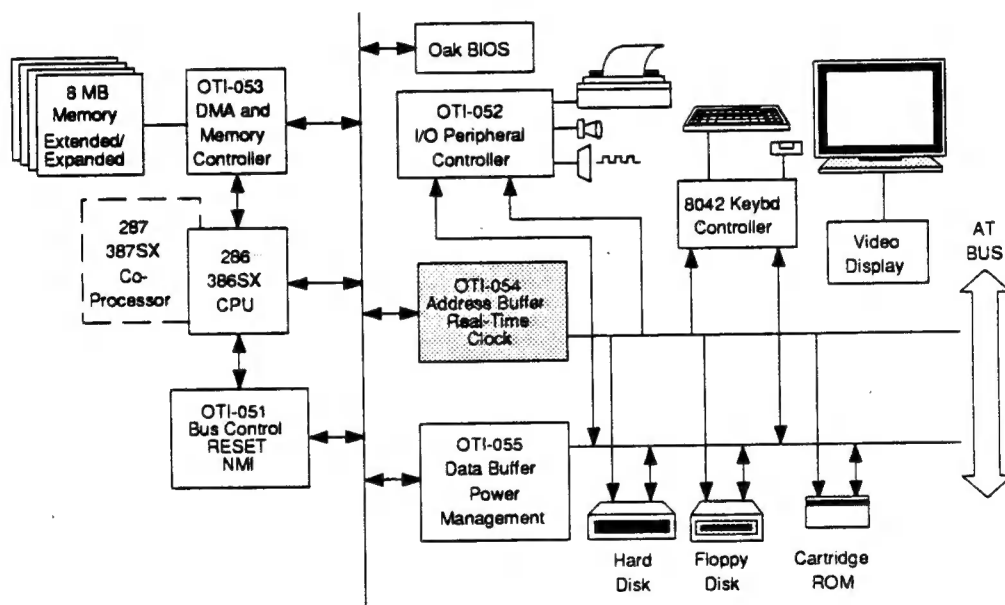 Oak BIOS
8 MB
Memory
Extended/
Expanded
OTI-053
DMA and
Memory
Controller
OTI-052
I/O Peripheral
Controller
8042 Keybd
Controller
Video
Display
AT
BUS
287
387SX
Co-
Processor
286
386SX
CPU
OTI-054
Address Buffer
Real-Time
Clock
OTI-051
Bus Control
RESET
NMI
OTI-055
Data Buffer
Power
Management
Hard
Disk
Floppy
Disk
Cartridge
ROM